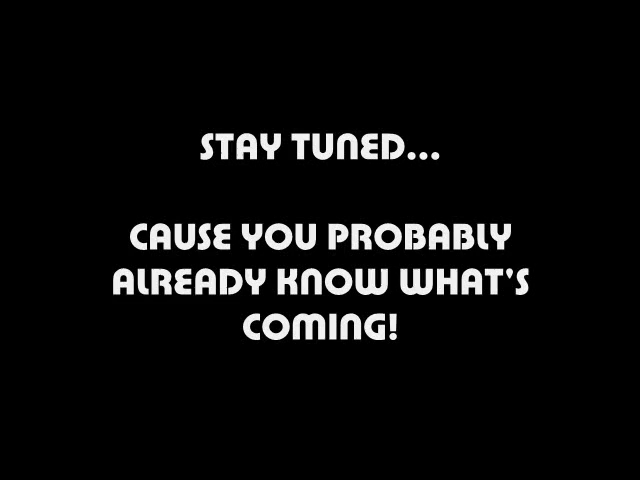 STAY TUNED...
CAUSE YOU PROBABLY
ALREADY KNOW WHAT'S
COMING!